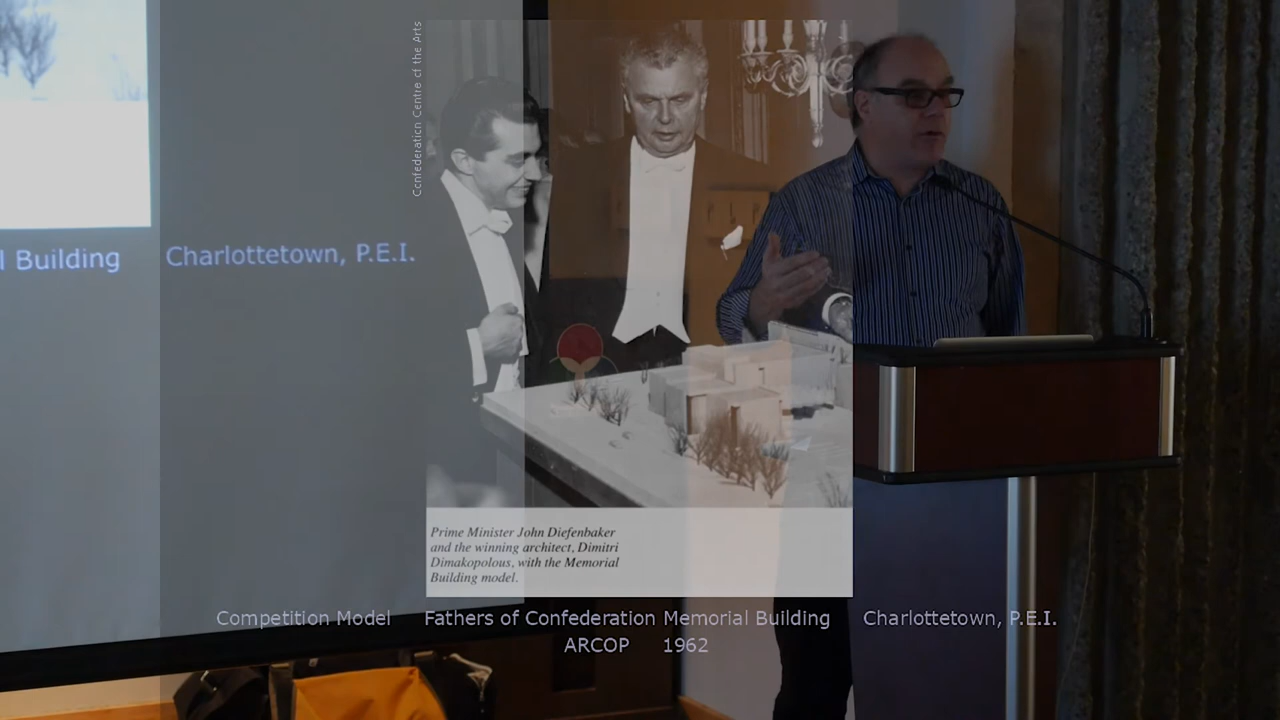 Confederation Centre of the Arts
l Building Charlottetown, P.E.I.
Prime Minister John Diefenbaker
and the winning architect, Dimitri
Dimakopolous, with the Memorial
Building model.
Competition Model Fathers of Confederation Memorial Building Charlottetown, P.E.I.
ARCOP 1962